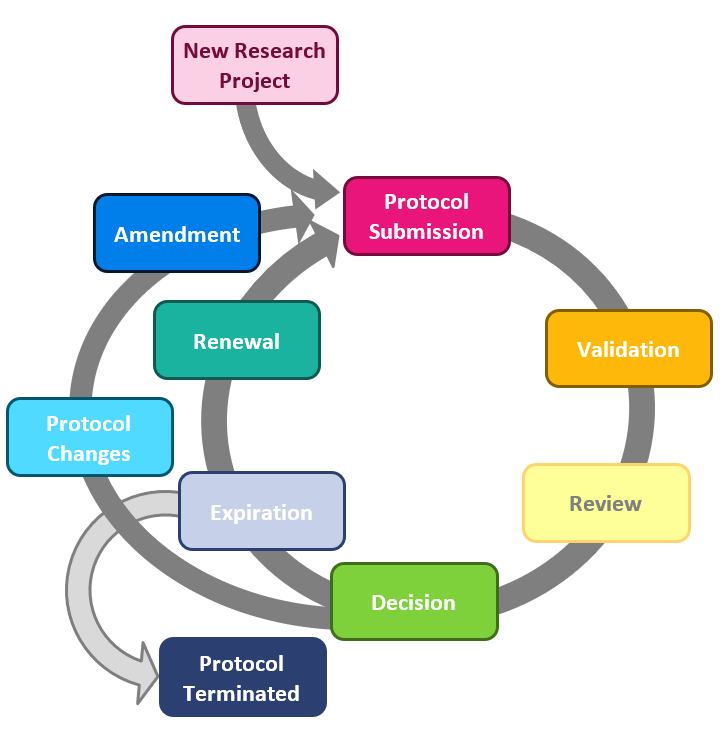 New Research
Project
Protocol
Submission
Amendment
Renewal
Validation
Protocol
Changes
Review
Expiration
Decision
Protocol
Terminated